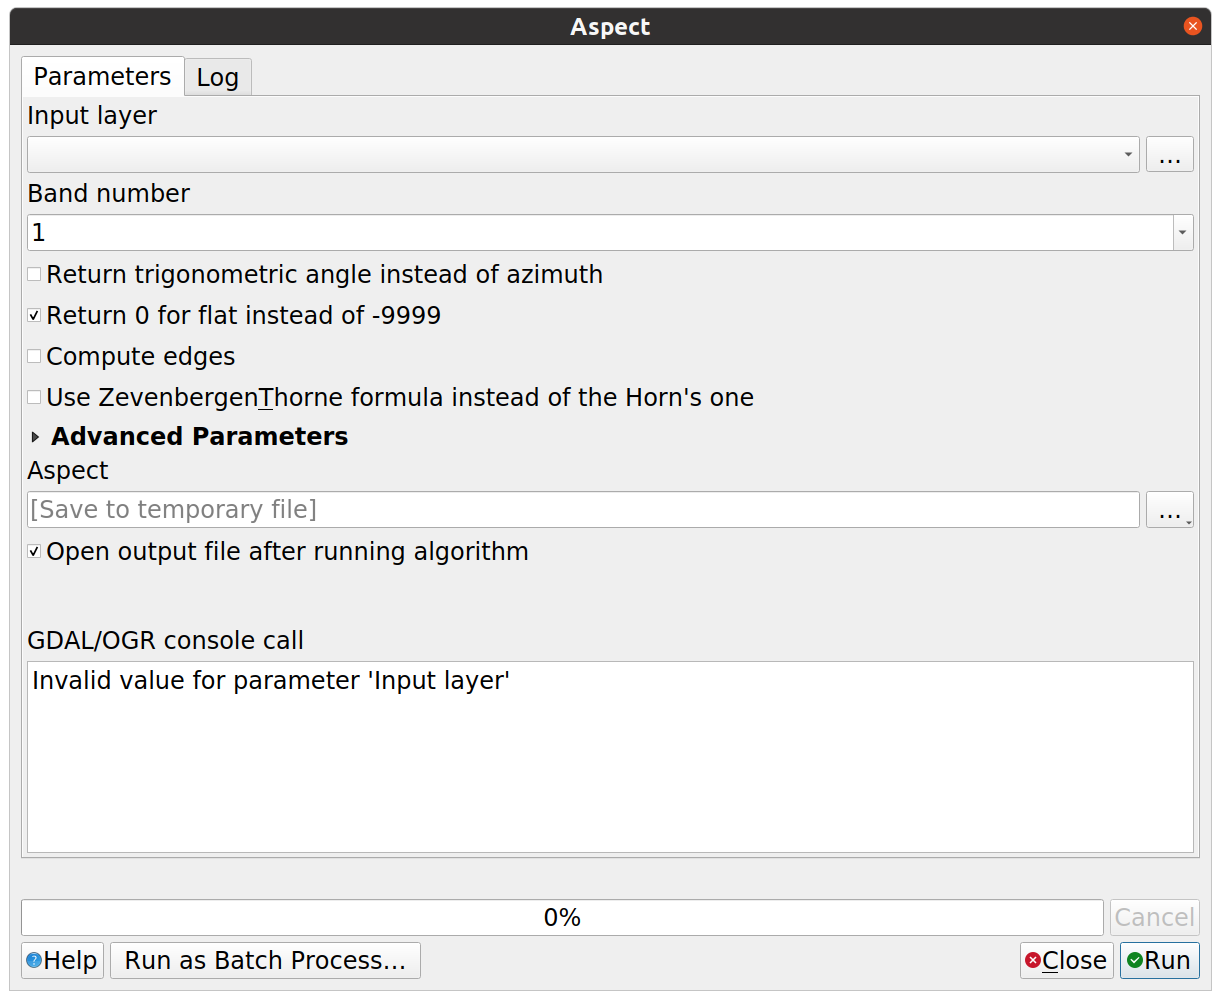 Aspect
Parameters Log
Input layer
...
Band number
1
Return trigonometric angle instead of azimuth
Return 0 for flat instead of -9999
Compute edges
Use ZevenbergenThorne formula instead of the Horn's one
Advanced Parameters
Aspect
[Save to temporary file] ...
Open output file after running algorithm
GDAL/OGR console call
Invalid value for parameter 'Input layer'
0% Cancel
Help Run as Batch Process... Close Run